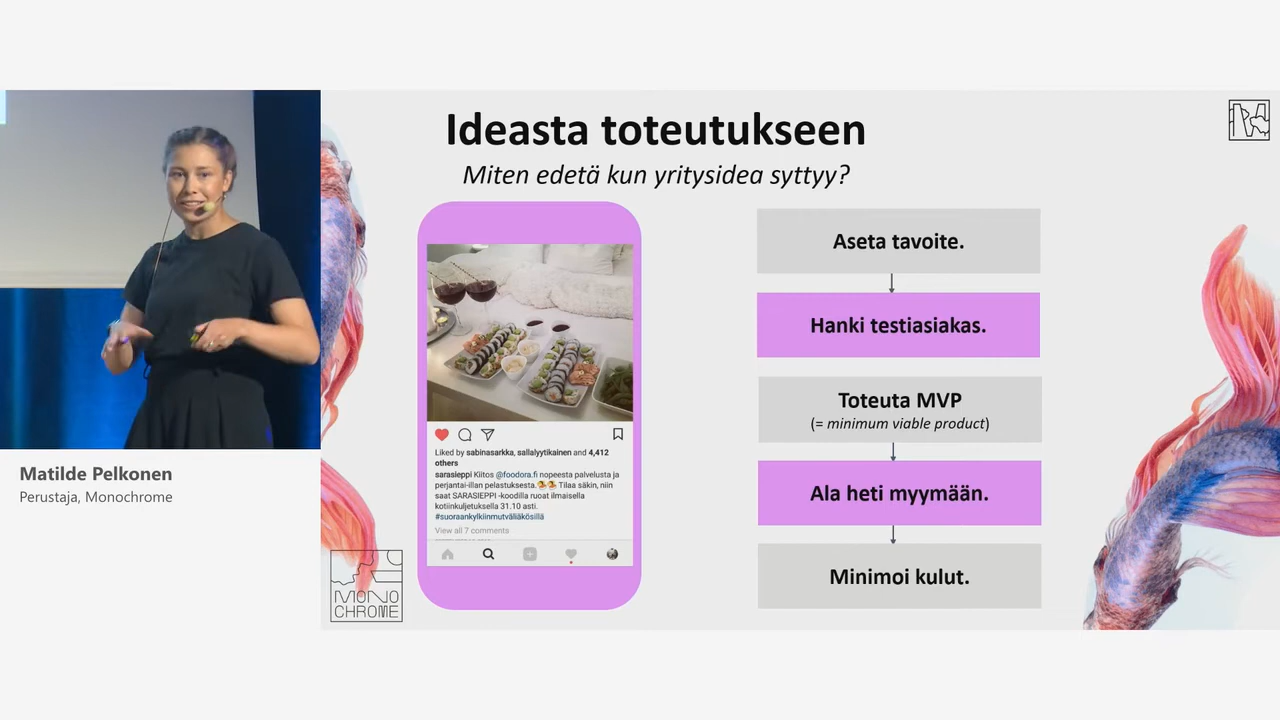 Ideasta toteutukseen
Miten edetä kun yritysidea syttyy?
Liked by sabinasarkka, sallalyytikainen and 4,412
others
sarasieppi Kiitos @foodora.fi nopeesta palvelusta ja
perjantai-illan pelastuksesta.🍤🍤 Tilaa säkin, niin
saat SARASIEPPI -koodilla ruoat ilmaisella
kotiinkuljetuksella 31.10 asti.
#suoraankylkiinmutväliäkösillä
View all 7 comments
Aseta tavoite.
Hanki testiasiakas.
Toteuta MVP
(= minimum viable product)
Ala heti myymään.
Minimoi kulut.
Matilde Pelkonen
Perustaja, Monochrome
MONO
CHROME